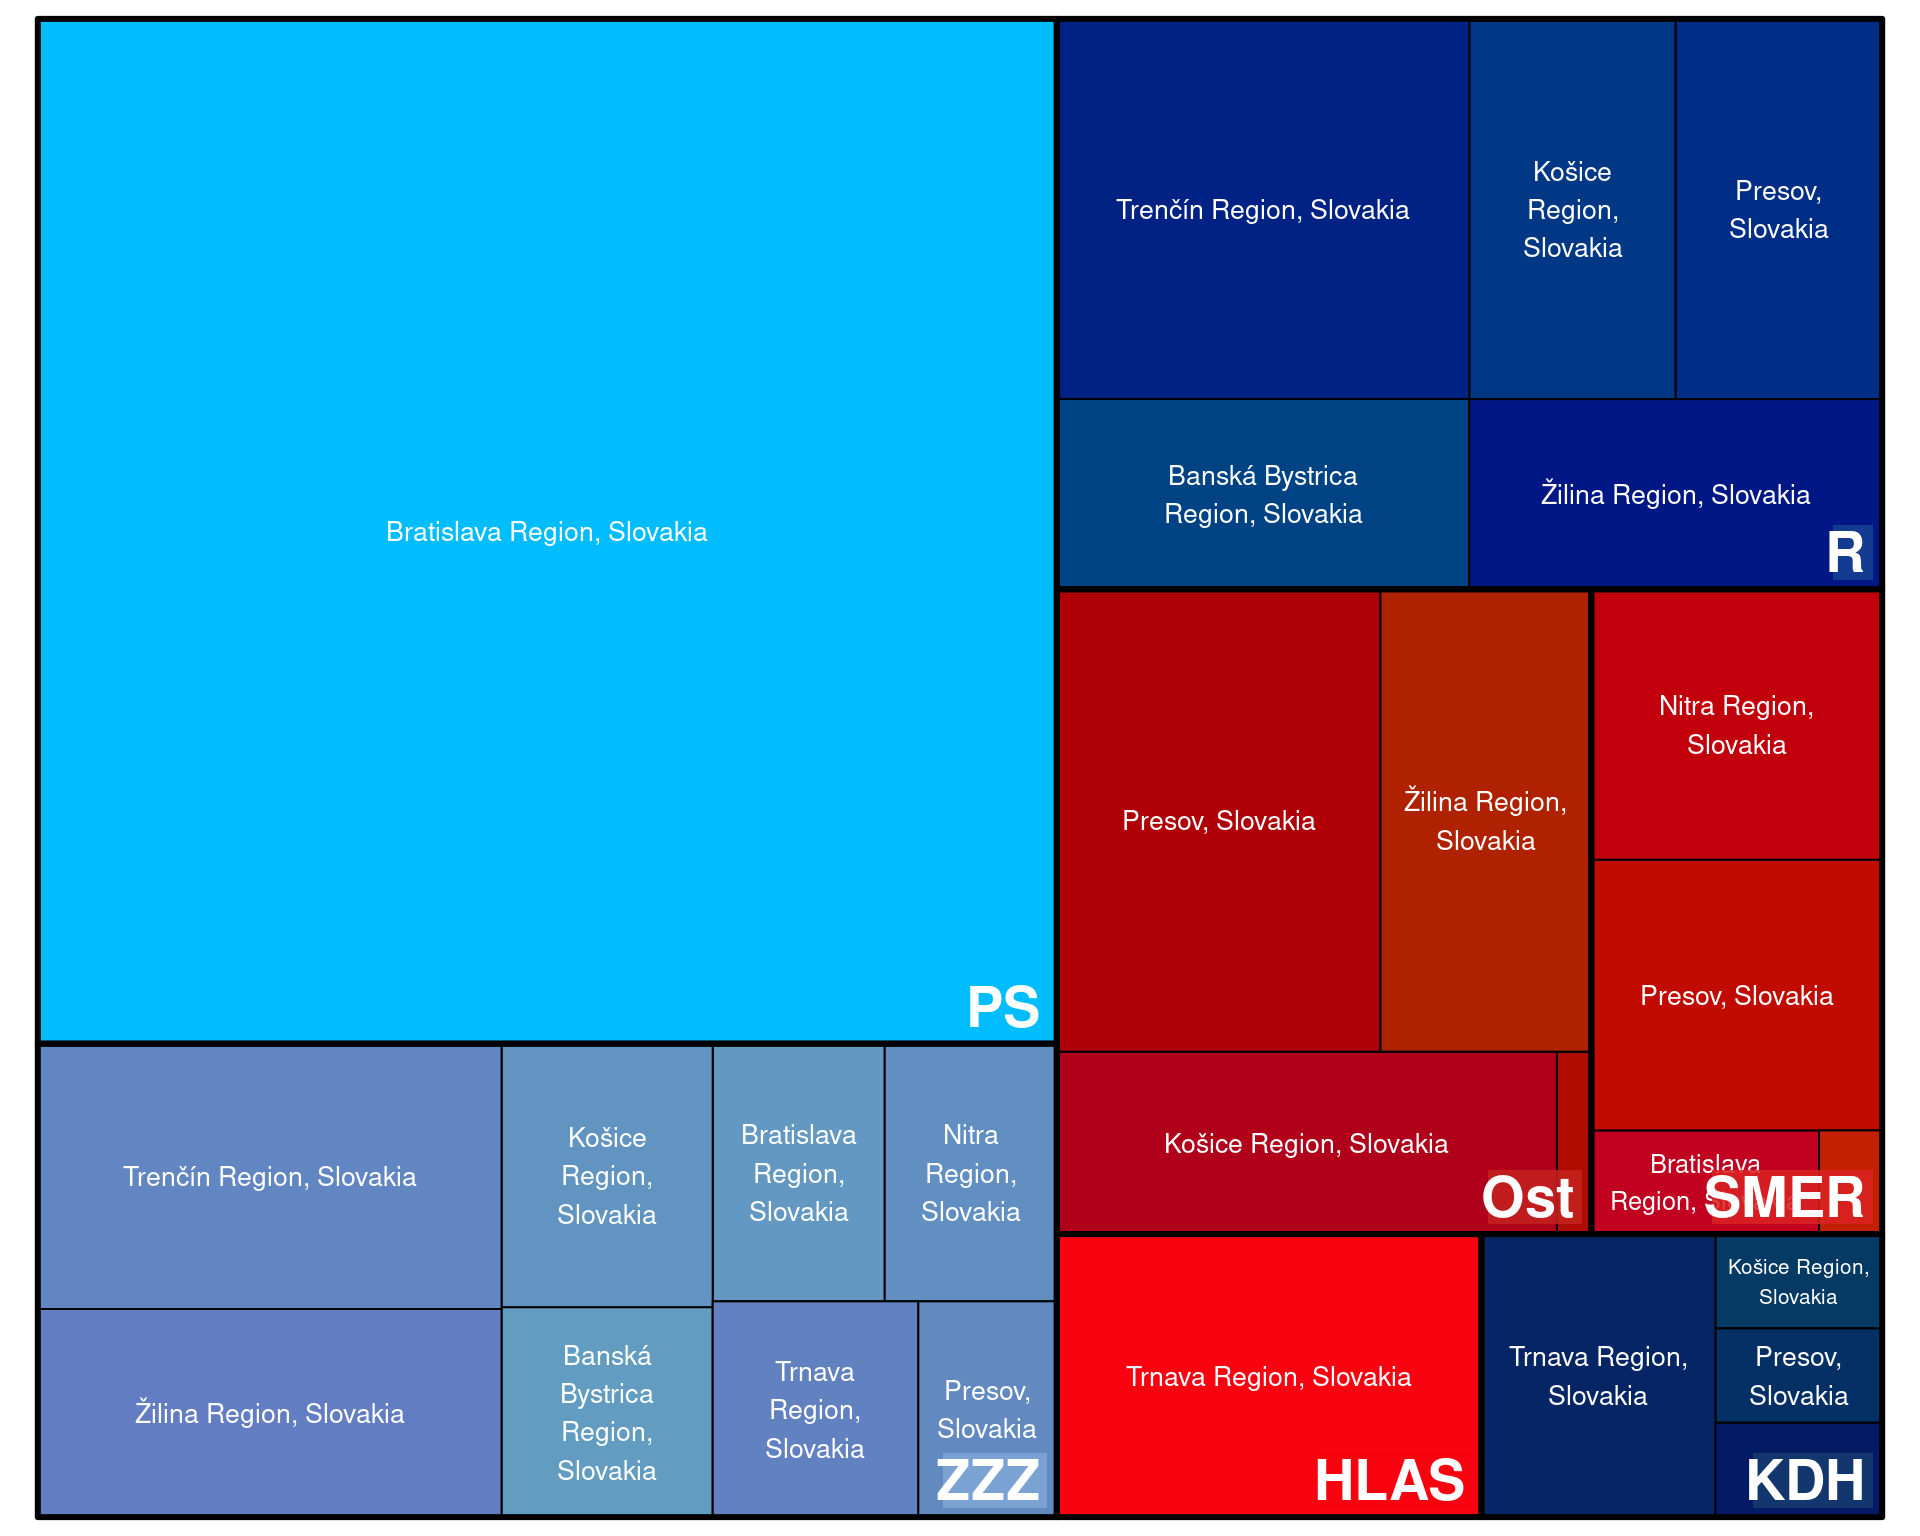 Bratislava Region, Slovakia
PS
Trenčín Region, Slovakia
Košice
Region,
Slovakia
Presov,
Slovakia
Banská Bystrica
Region, Slovakia
Žilina Region, Slovakia
R
Presov, Slovakia
Žilina Region,
Slovakia
Košice Region, Slovakia
Ost
Nitra Region,
Slovakia
Presov, Slovakia
Bratislava
Region,
SMER
Trenčín Region, Slovakia
Košice
Region,
Slovakia
Bratislava
Region,
Slovakia
Nitra
Region,
Slovakia
Žilina Region, Slovakia
Banská
Bystrica
Region,
Slovakia
Trnava
Region,
Slovakia
Presov,
Slovakia
ZZZ
Trnava Region, Slovakia
HLAS
Trnava Region,
Slovakia
Košice Region,
Slovakia
Presov,
Slovakia
KDH